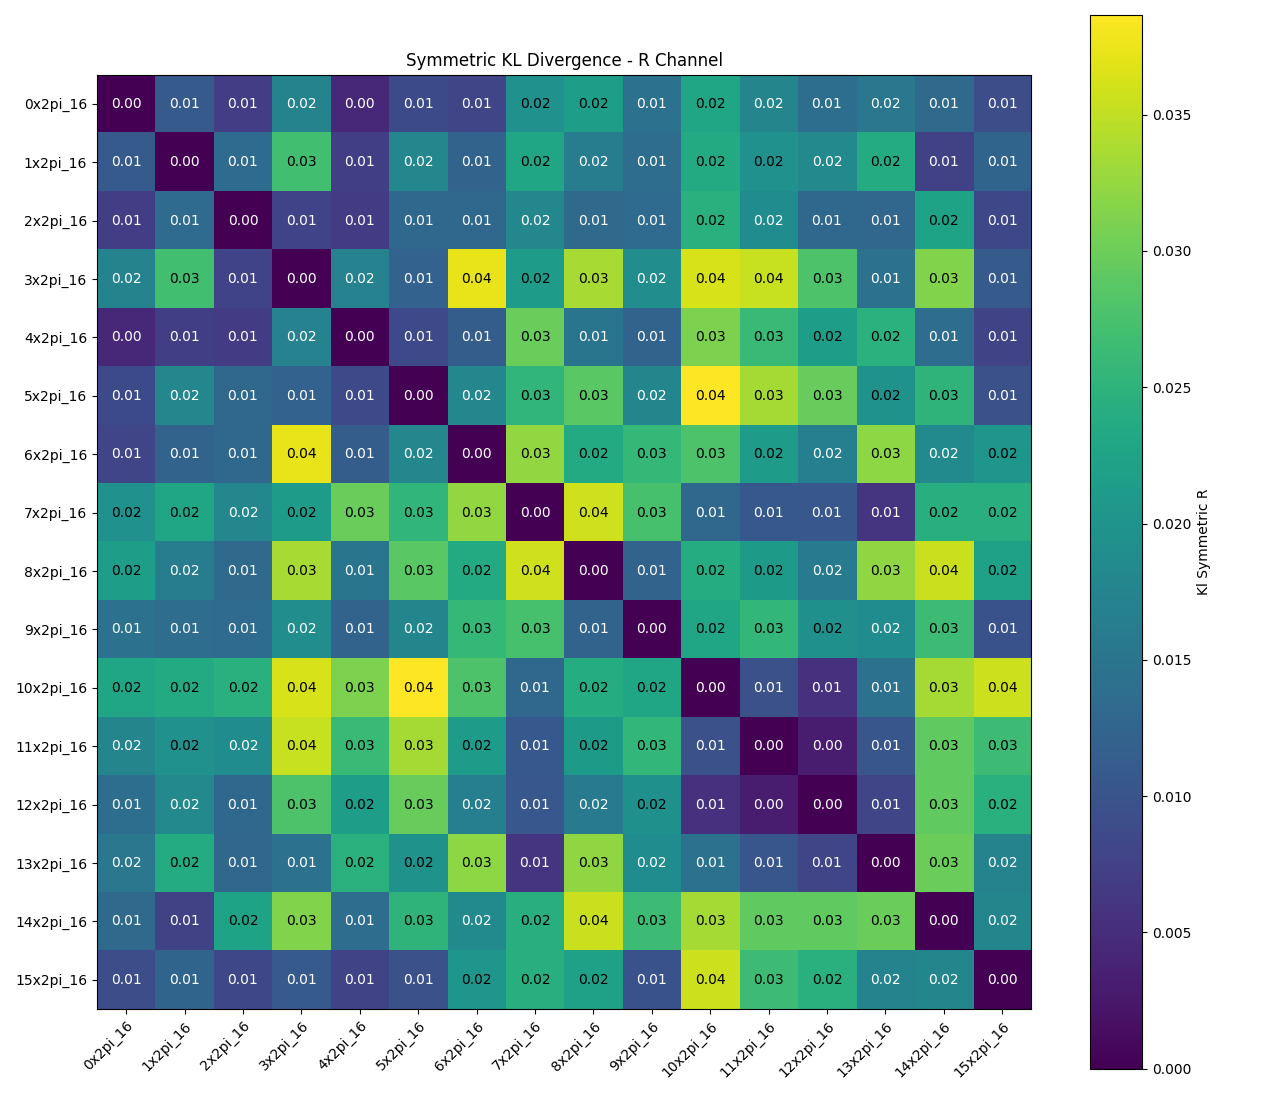 Symmetric KL Divergence - R Channel
0x2pi_16 0.00 0.01 0.01 0.02 0.00 0.01 0.01 0.02 0.02 0.01 0.02 0.02 0.01 0.02 0.01 0.01
1x2pi_16 0.01 0.00 0.01 0.03 0.01 0.02 0.01 0.02 0.02 0.01 0.02 0.02 0.02 0.02 0.01 0.01
2x2pi_16 0.01 0.01 0.00 0.01 0.01 0.01 0.01 0.02 0.01 0.01 0.02 0.02 0.01 0.01 0.02 0.01
3x2pi_16 0.02 0.03 0.01 0.00 0.02 0.01 0.04 0.02 0.03 0.02 0.04 0.04 0.03 0.01 0.03 0.01
4x2pi_16 0.00 0.01 0.01 0.02 0.00 0.01 0.01 0.03 0.01 0.01 0.03 0.03 0.02 0.02 0.01 0.01
5x2pi_16 0.01 0.02 0.01 0.01 0.01 0.00 0.02 0.03 0.03 0.02 0.04 0.03 0.03 0.02 0.03 0.01
6x2pi_16 0.01 0.01 0.01 0.04 0.01 0.02 0.00 0.03 0.02 0.03 0.03 0.02 0.02 0.03 0.02 0.02
7x2pi_16 0.02 0.02 0.02 0.02 0.03 0.03 0.03 0.00 0.04 0.03 0.01 0.01 0.01 0.01 0.02 0.02
8x2pi_16 0.02 0.02 0.01 0.03 0.01 0.03 0.02 0.04 0.00 0.01 0.02 0.02 0.02 0.03 0.04 0.02
9x2pi_16 0.01 0.01 0.01 0.02 0.01 0.02 0.03 0.03 0.01 0.00 0.02 0.03 0.02 0.02 0.03 0.01
10x2pi_16 0.02 0.02 0.02 0.04 0.03 0.04 0.03 0.01 0.02 0.02 0.00 0.01 0.01 0.01 0.03 0.04
11x2pi_16 0.02 0.02 0.02 0.04 0.03 0.03 0.02 0.01 0.02 0.03 0.01 0.00 0.00 0.01 0.03 0.03
12x2pi_16 0.01 0.02 0.01 0.03 0.02 0.03 0.02 0.01 0.02 0.02 0.01 0.00 0.00 0.01 0.03 0.02
13x2pi_16 0.02 0.02 0.01 0.01 0.02 0.02 0.03 0.01 0.03 0.02 0.01 0.01 0.01 0.00 0.03 0.02
14x2pi_16 0.01 0.01 0.02 0.03 0.01 0.03 0.02 0.02 0.04 0.03 0.03 0.03 0.03 0.03 0.00 0.02
15x2pi_16 0.01 0.01 0.01 0.01 0.01 0.01 0.02 0.02 0.02 0.01 0.04 0.03 0.02 0.02 0.02 0.00
0x2pi_16 1x2pi_16 2x2pi_16 3x2pi_16 4x2pi_16 5x2pi_16 6x2pi_16 7x2pi_16 8x2pi_16 9x2pi_16 10x2pi_16 11x2pi_16 12x2pi_16 13x2pi_16 14x2pi_16 15x2pi_16
0.035
0.030
0.025
0.020
0.015
0.010
0.005
0.000
Kl Symmetric R